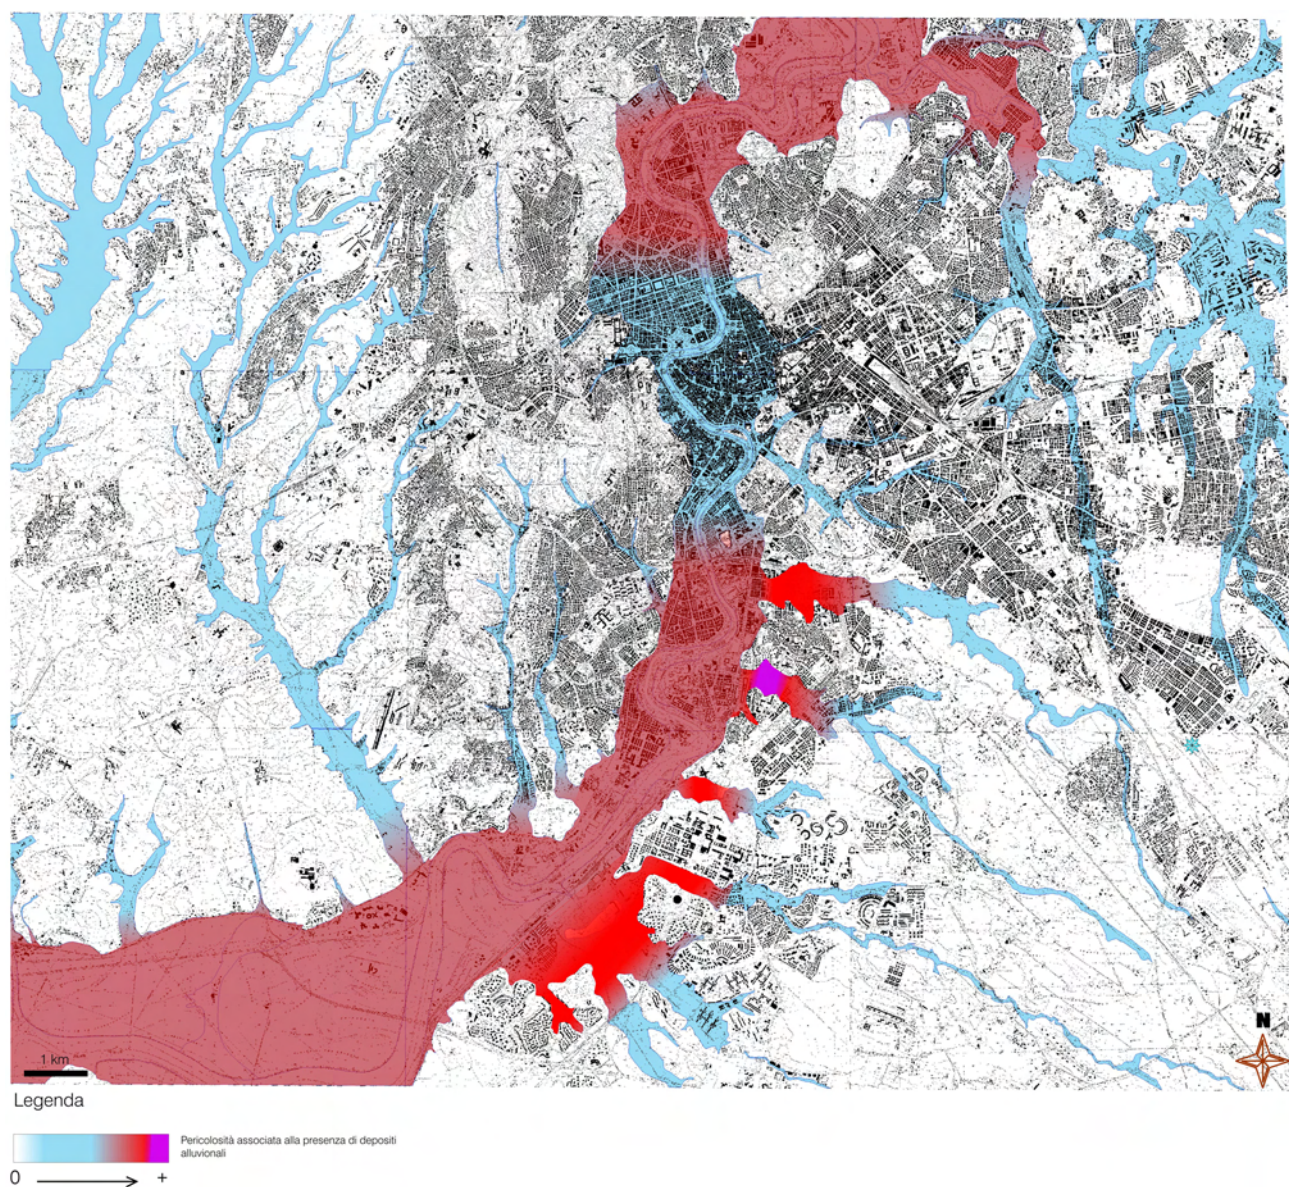 N
1 km
Legenda
Pericolosità associata alla presenza di depositi
alluvionali
0 +